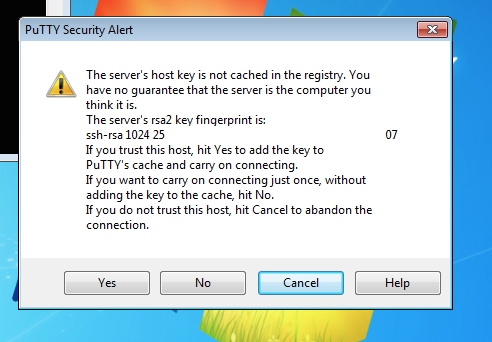 PuTTY Security Alert
The server's host key is not cached in the registry. You
have no guarantee that the server is the computer you
think it is.
The server's rsa2 key fingerprint is:
ssh-rsa 1024 25 07
If you trust this host, hit Yes to add the key to
PuTTY's cache and carry on connecting.
If you want to carry on connecting just once, without
adding the key to the cache, hit No.
If you do not trust this host, hit Cancel to abandon the
connection.
Yes No Cancel Help